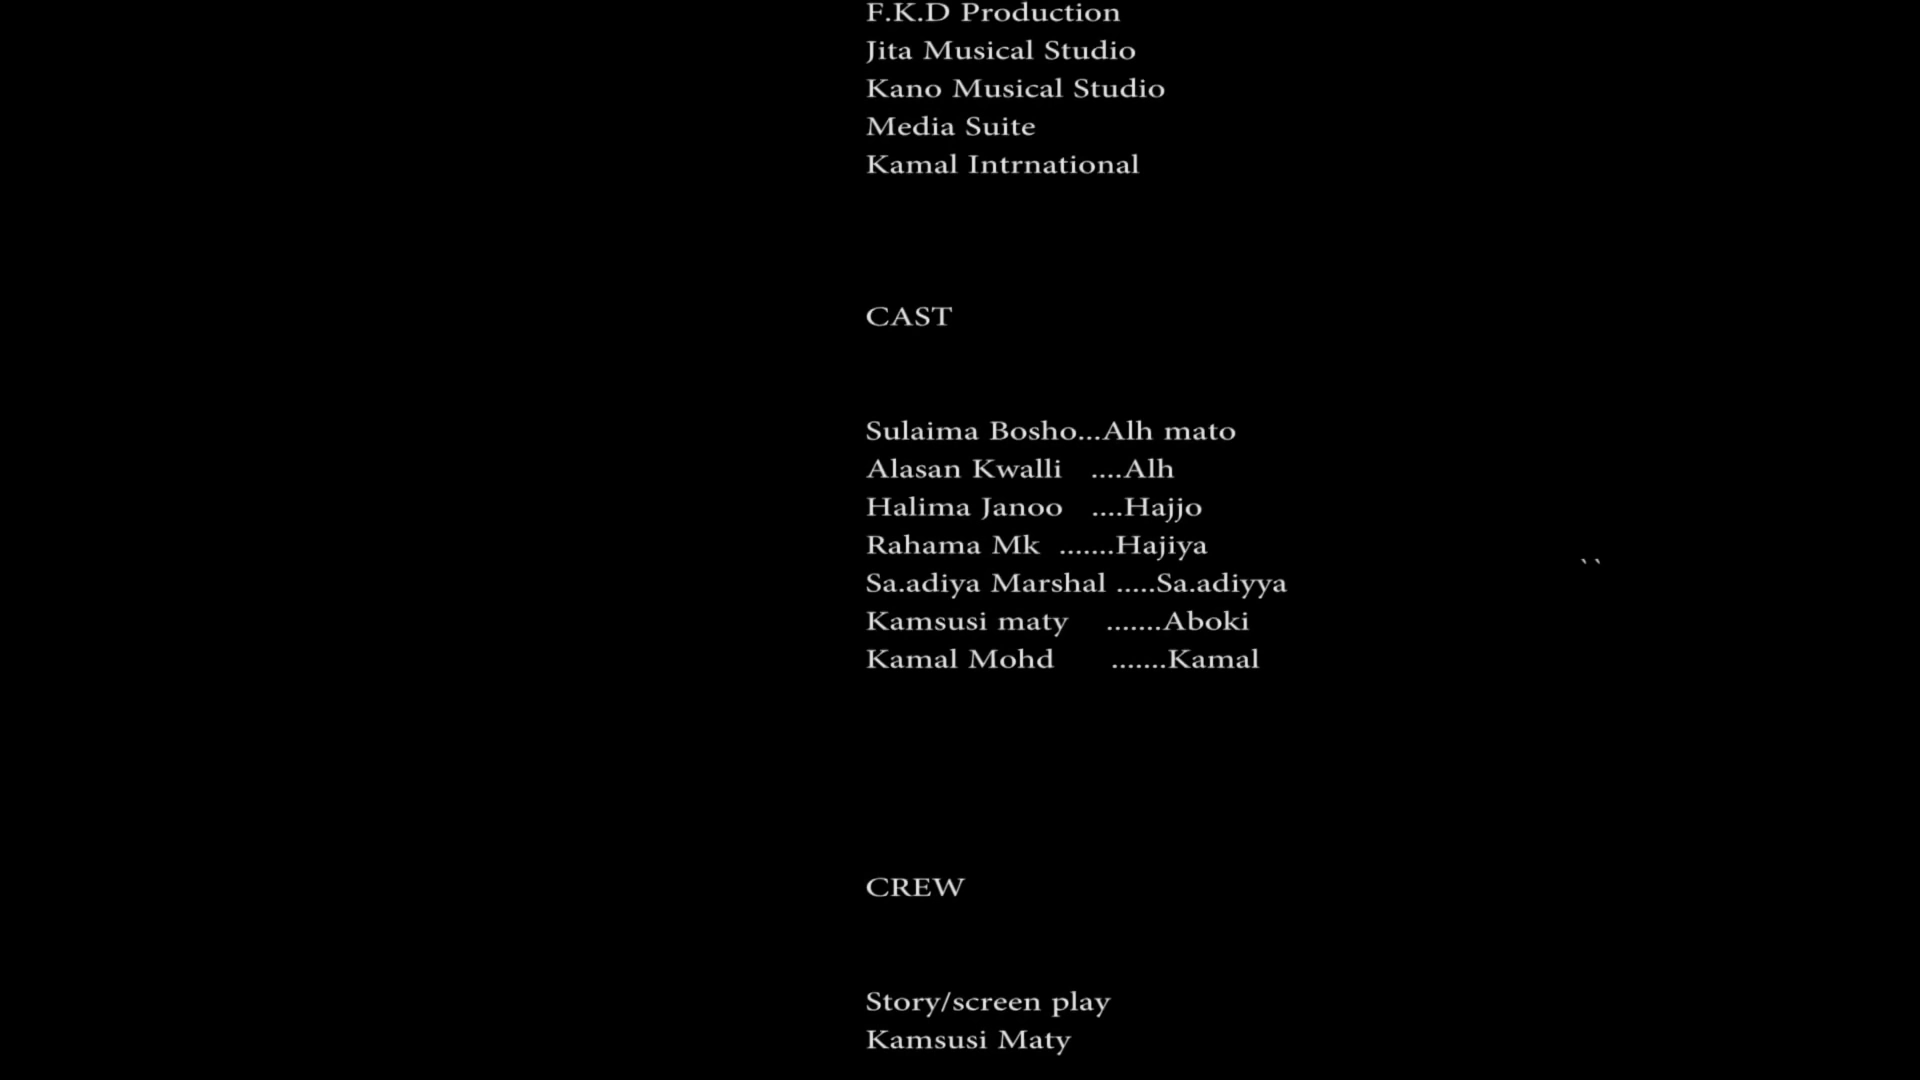 F.K.D Production
Jita Musical Studio
Kano Musical Studio
Media Suite
Kamal Intrnational
CAST
Sulaima Bosho...Alh mato
Alasan Kwalli ....Alh
Halima Janoo ....Hajjo
Rahama Mk .......Hajiya
``
Sa.adiya Marshal .....Sa.adiyya
Kamsusi maty .......Aboki
Kamal Mohd .......Kamal
CREW
Story/screen play
Kamsusi Maty